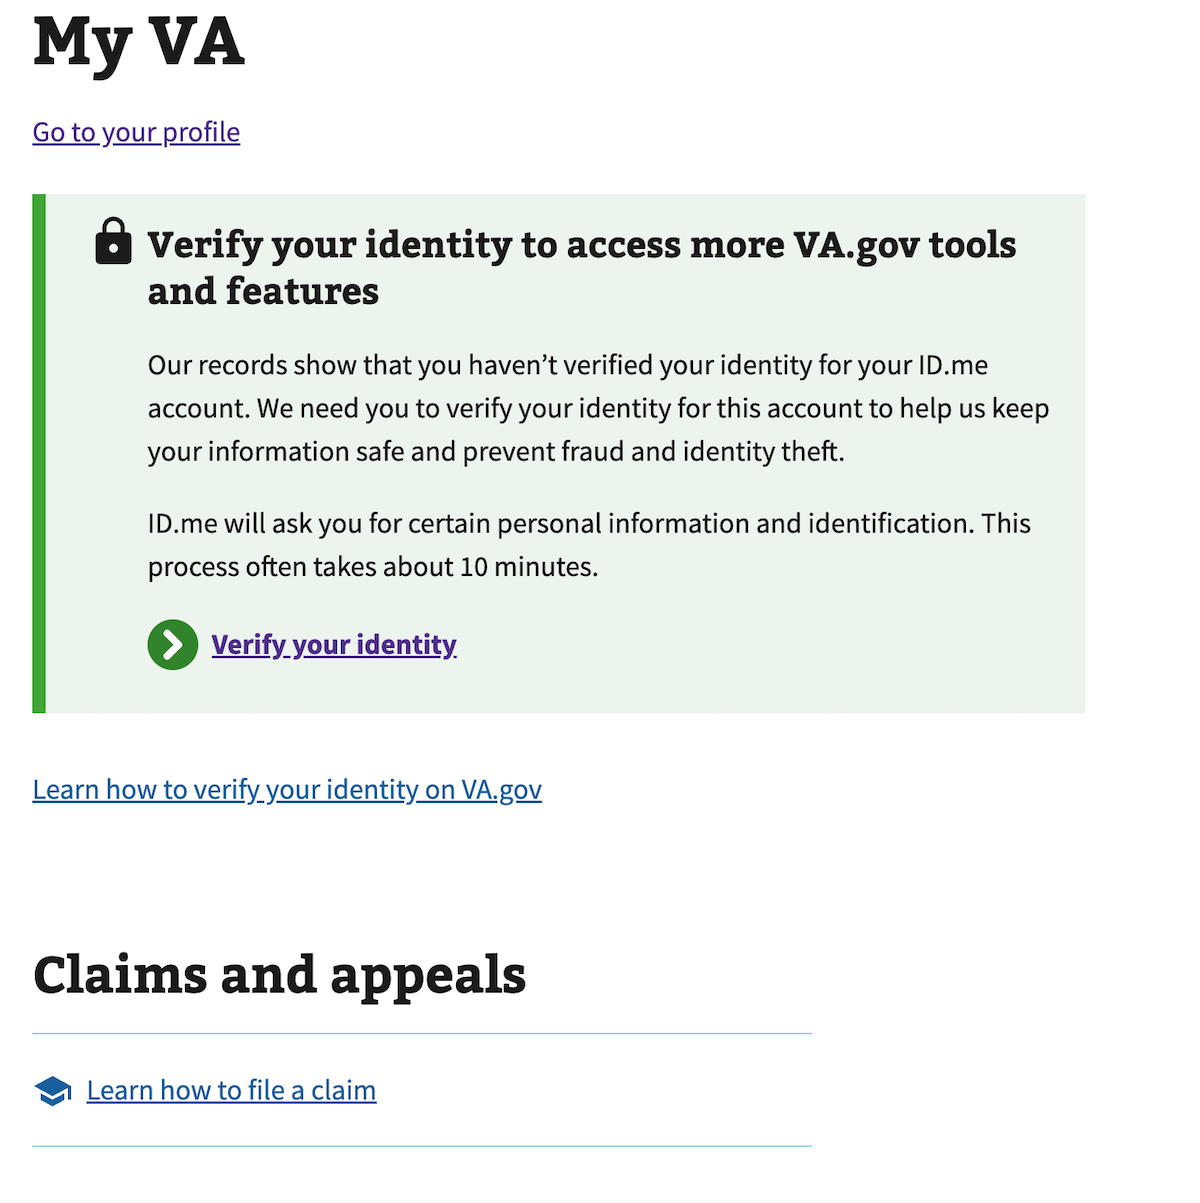 My VA
Go to your profile
Verify your identity to access more VA.gov tools
and features
Our records show that you haven’t verified your identity for your ID.me
account. We need you to verify your identity for this account to help us keep
your information safe and prevent fraud and identity theft.
ID.me will ask you for certain personal information and identification. This
process often takes about 10 minutes.
Verify your identity
Learn how to verify your identity on VA.gov
Claims and appeals
Learn how to file a claim